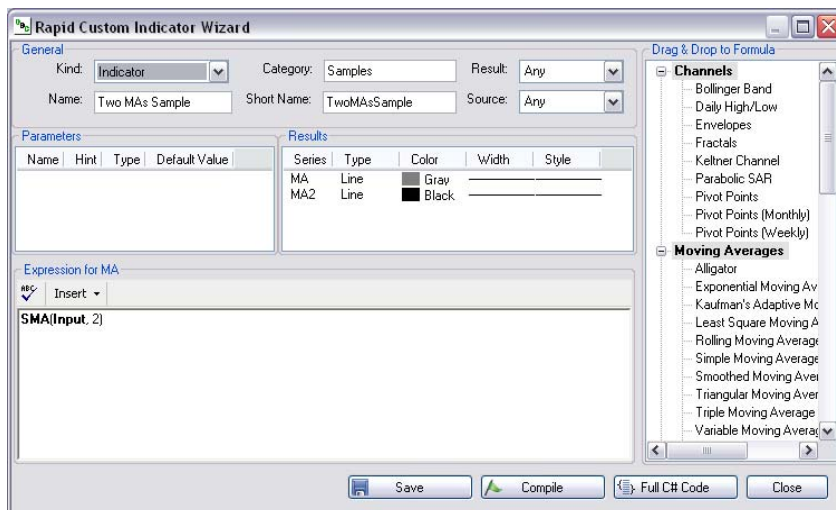 Rapid Custom Indicator Wizard
General
Kind: Indicator Category: Samples Result: Any
Name: Two MAs Sample Short Name: TwoMAsSample Source: Any
Parameters
Name Hint Type Default Value
Results
Series Type Color Width Style
MA Line Gray
MA2 Line Black
Expression for MA
ABC Insert
SMA(Input, 2)
Drag & Drop to Formula
Channels
Bollinger Band
Daily High/Low
Envelopes
Fractals
Keltner Channel
Parabolic SAR
Pivot Points
Pivot Points (Monthly)
Pivot Points (Weekly)
Moving Averages
Alligator
Exponential Moving Av
Kaufman's Adaptive Mo
Least Square Moving A
Rolling Moving Average
Simple Moving Average
Smoothed Moving Aver
Triangular Moving Aver
Triple Moving Average
Variable Moving Averag
Save Compile Full C# Code Close